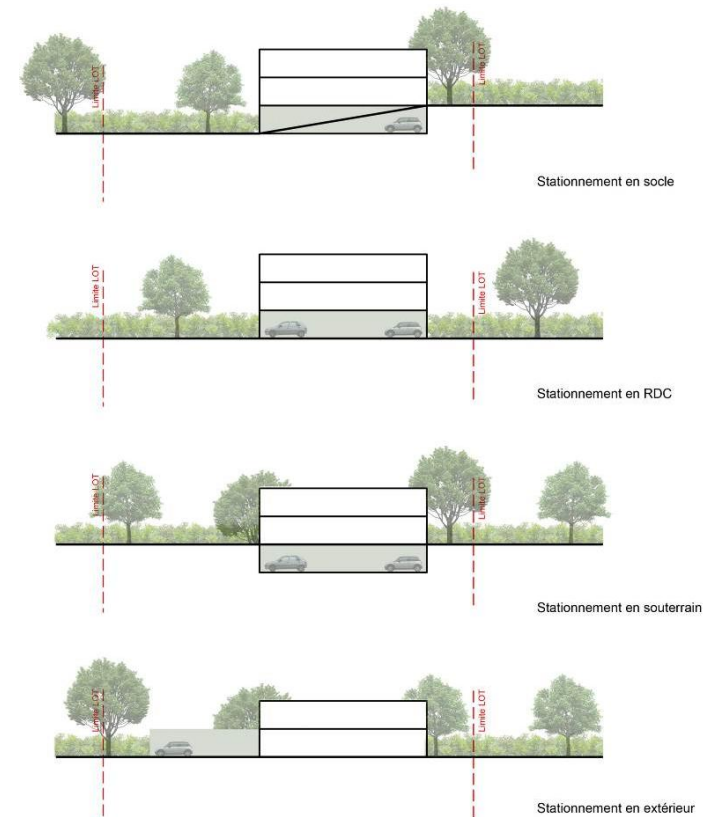 Limite LOT
Limite LOT
Stationnement en socle
Limite LOT
Limite LOT
Stationnement en RDC
Limite LOT
Limite LOT
Stationnement en souterrain
Limite LOT
Limite LOT
Stationnement en extérieur